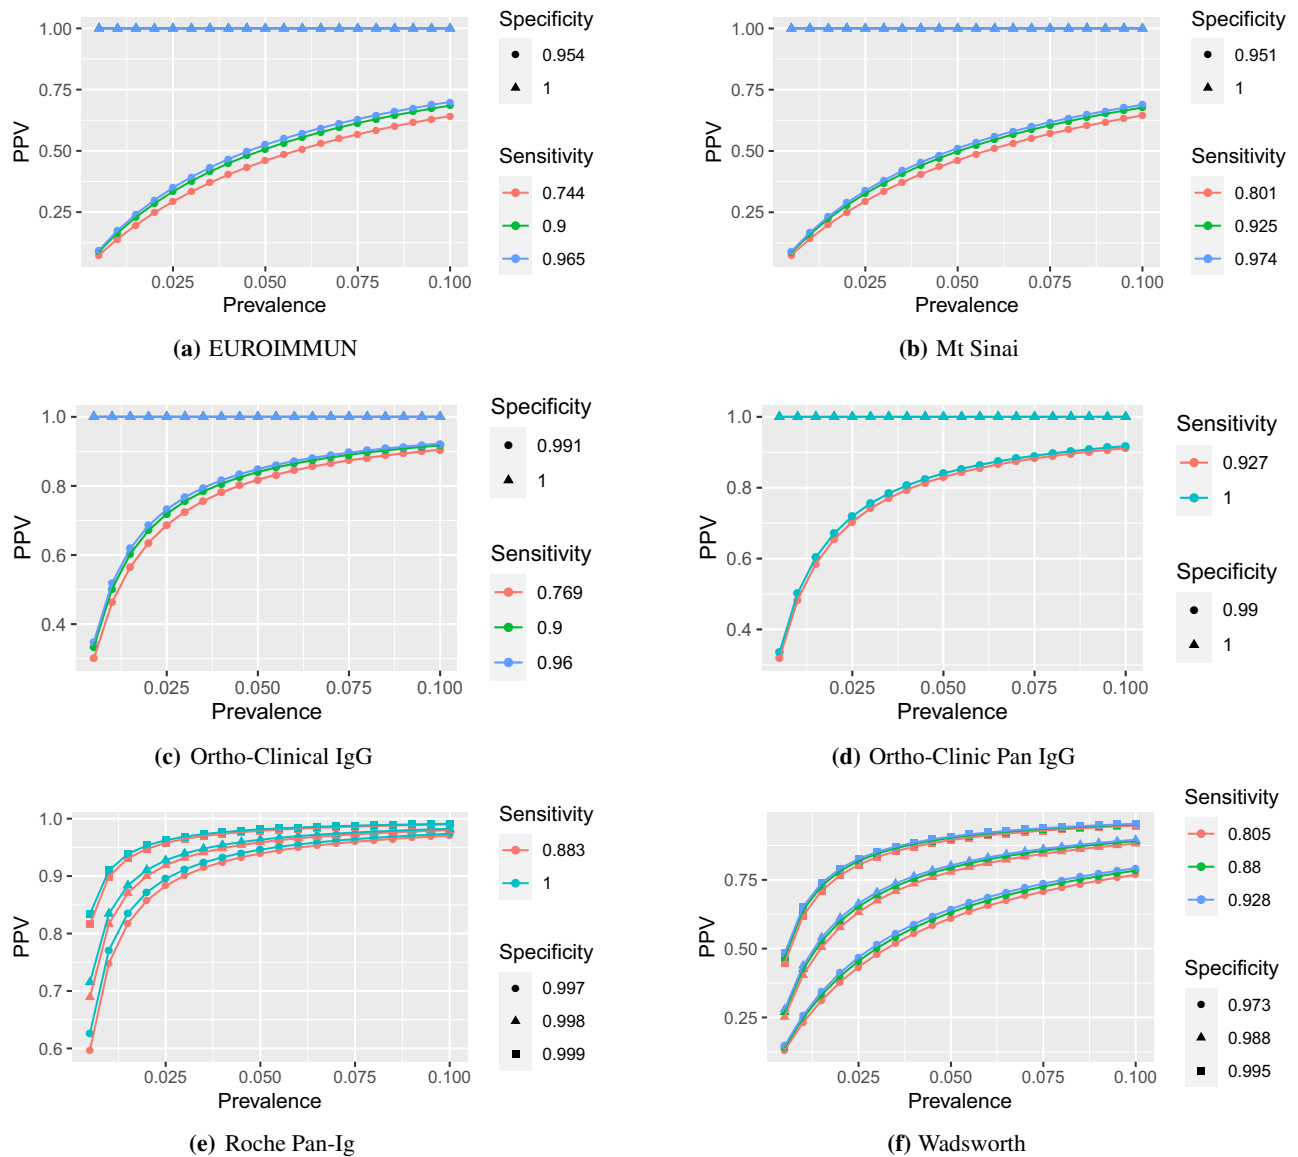 PPV
1.00
0.75
0.50
0.25
0.025
0.050
0.075
0.100
Prevalence
Specificity
0.954
1
Sensitivity
0.744
0.9
0.965
(a) EUROIMMUN
PPV
1.00
0.75
0.50
0.25
0.025
0.050
0.075
0.100
Prevalence
Specificity
0.951
1
Sensitivity
0.801
0.925
0.974
(b) Mt Sinai
PPV
1.0
0.8
0.6
0.4
0.025
0.050
0.075
0.100
Prevalence
Specificity
0.991
1
Sensitivity
0.769
0.9
0.96
(c) Ortho-Clinical IgG
PPV
1.0
0.8
0.6
0.4
0.025
0.050
0.075
0.100
Prevalence
Sensitivity
0.927
1
Specificity
0.99
1
(d) Ortho-Clinic Pan IgG
PPV
1.0
0.9
0.8
0.7
0.6
0.025
0.050
0.075
0.100
Prevalence
Sensitivity
0.883
1
Specificity
0.997
0.998
0.999
(e) Roche Pan-Ig
PPV
0.75
0.50
0.25
0.025
0.050
0.075
0.100
Prevalence
Sensitivity
0.805
0.88
0.928
Specificity
0.973
0.988
0.995
(f) Wadsworth